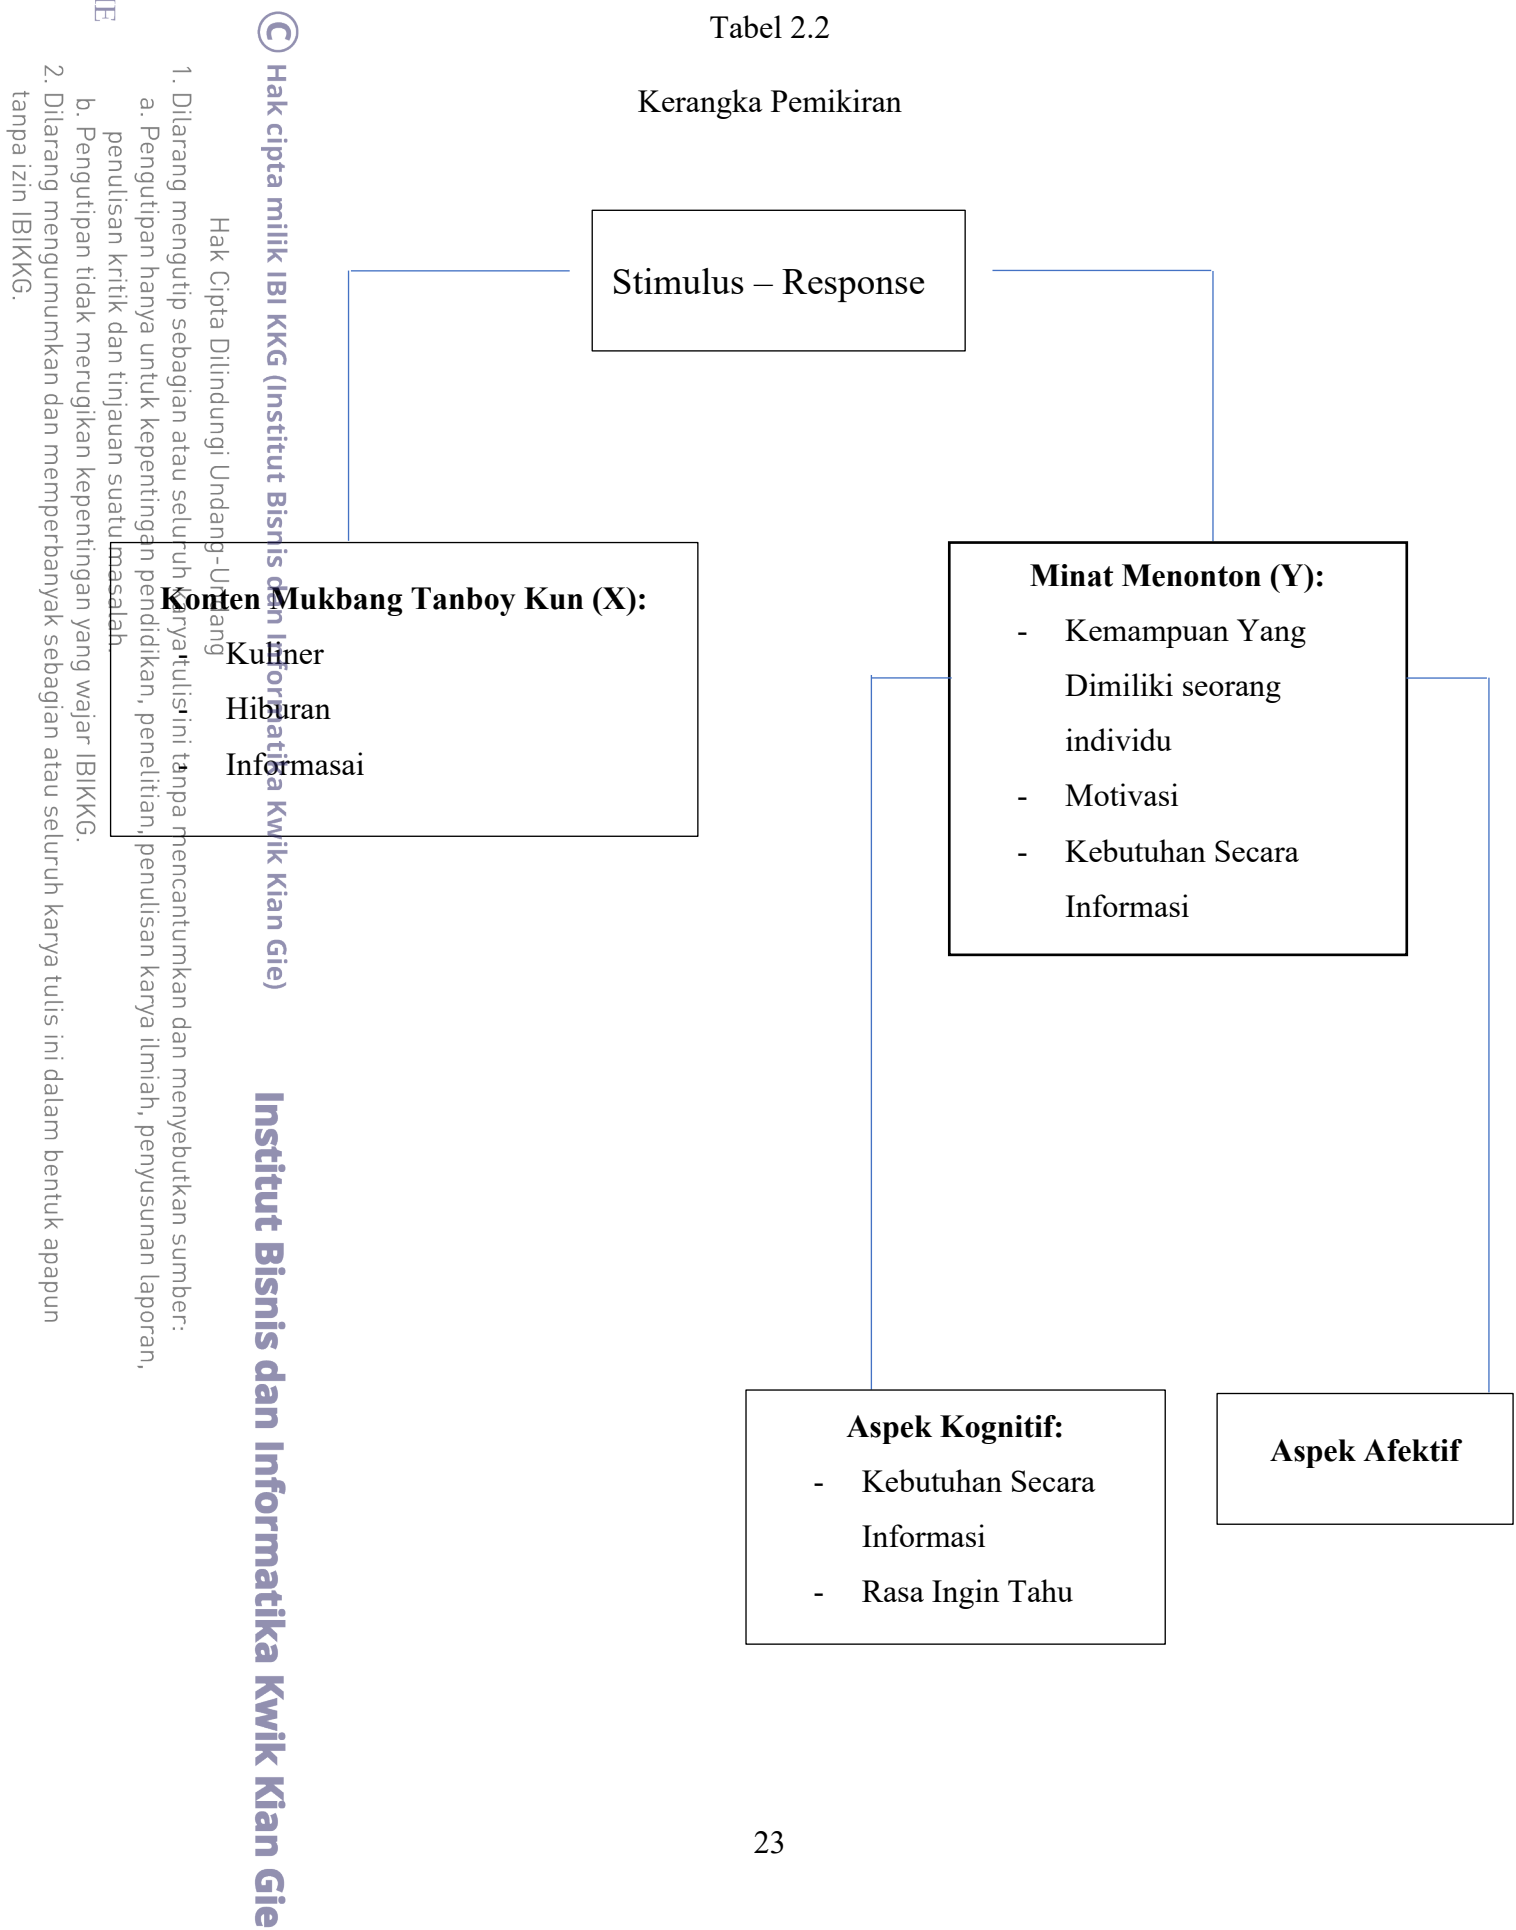 Tabel 2.2
Kerangka Pemikiran
Stimulus – Response
Konten Mukbang Tanboy Kun (X):
- Kuliner
- Hiburan
- Informasai
Minat Menonton (Y):
- Kemampuan Yang
Dimiliki seorang
individu
- Motivasi
- Kebutuhan Secara
Informasi
Aspek Kognitif:
- Kebutuhan Secara
Informasi
- Rasa Ingin Tahu
Aspek Afektif
23
© Hak cipta milik IBI KKG (Institut Bisnis dan Informatika Kwik Kian Gie)
Institut Bisnis dan Informatika Kwik Kian Gie
Hak Cipta Dilindungi Undang-Undang
1. Dilarang mengutip sebagian atau seluruh karya tulis ini tanpa mencantumkan dan menyebutkan sumber:
a. Pengutipan hanya untuk kepentingan pendidikan, penelitian, penulisan karya ilmiah, penyusunan laporan,
penulisan kritik dan tinjauan suatu masalah.
b. Pengutipan tidak merugikan kepentingan yang wajar IBIKKG.
2. Dilarang mengumumkan dan memperbanyak sebagian atau seluruh karya tulis ini dalam bentuk apapun
tanpa izin IBIKKG.